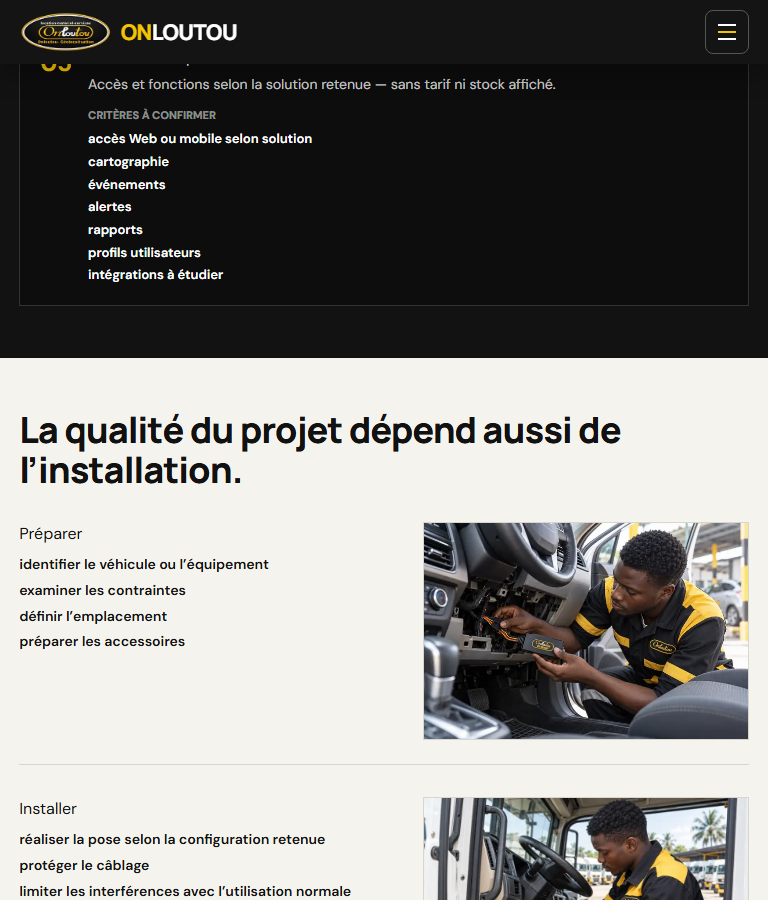 Onloutou
ONLOUTOU
Accès et fonctions selon la solution retenue — sans tarif ni stock affiché.
CRITÈRES À CONFIRMER
accès Web ou mobile selon solution
cartographie
événements
alertes
rapports
profils utilisateurs
intégrations à étudier
La qualité du projet dépend aussi de
l’installation.
Préparer
identifier le véhicule ou l’équipement
examiner les contraintes
définir l’emplacement
préparer les accessoires
Onloutou
Onloutou
Installer
réaliser la pose selon la configuration retenue
protéger le câblage
limiter les interférences avec l’utilisation normale